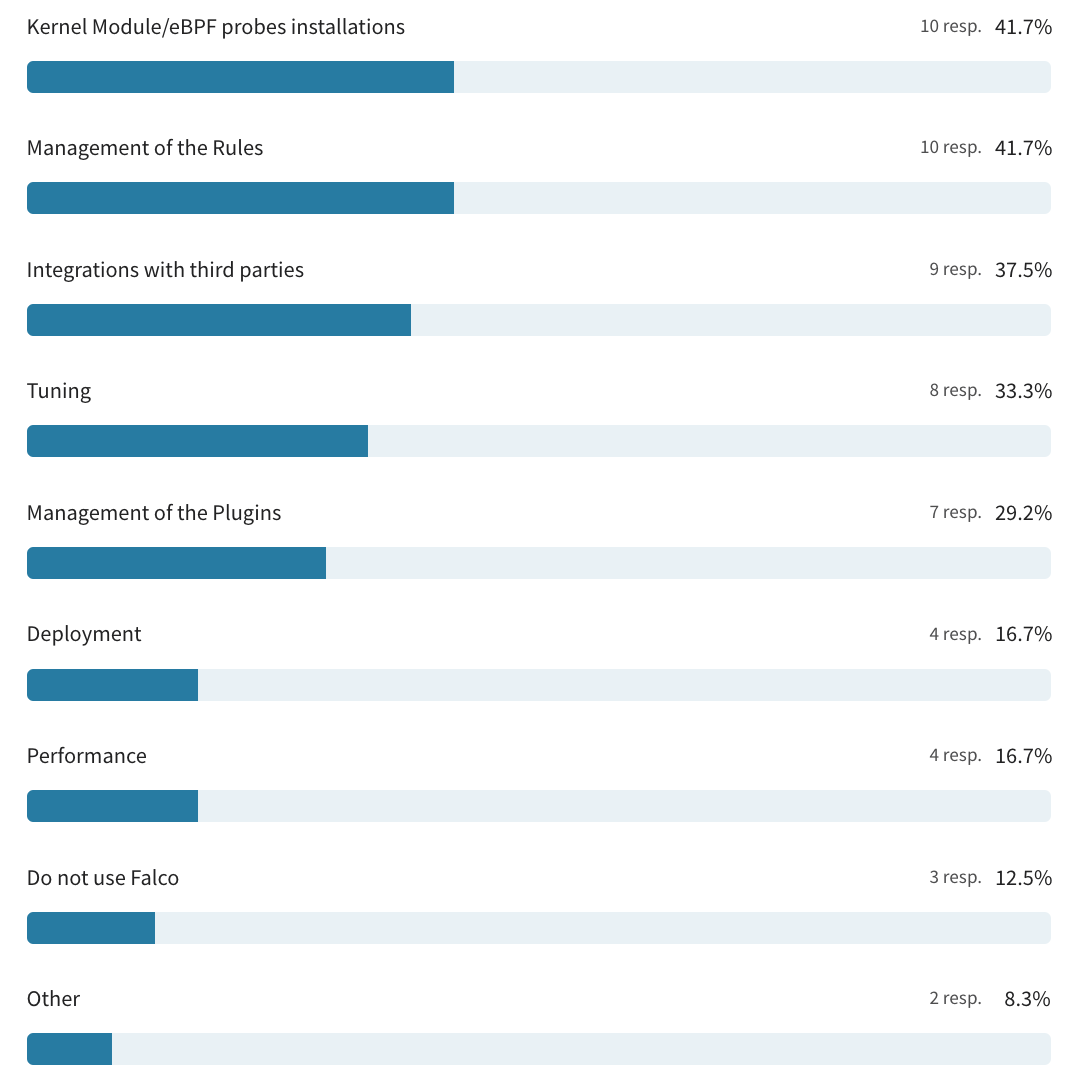 Kernel Module/eBPF probes installations 10 resp. 41.7%
Management of the Rules 10 resp. 41.7%
Integrations with third parties 9 resp. 37.5%
Tuning 8 resp. 33.3%
Management of the Plugins 7 resp. 29.2%
Deployment 4 resp. 16.7%
Performance 4 resp. 16.7%
Do not use Falco 3 resp. 12.5%
Other 2 resp. 8.3%